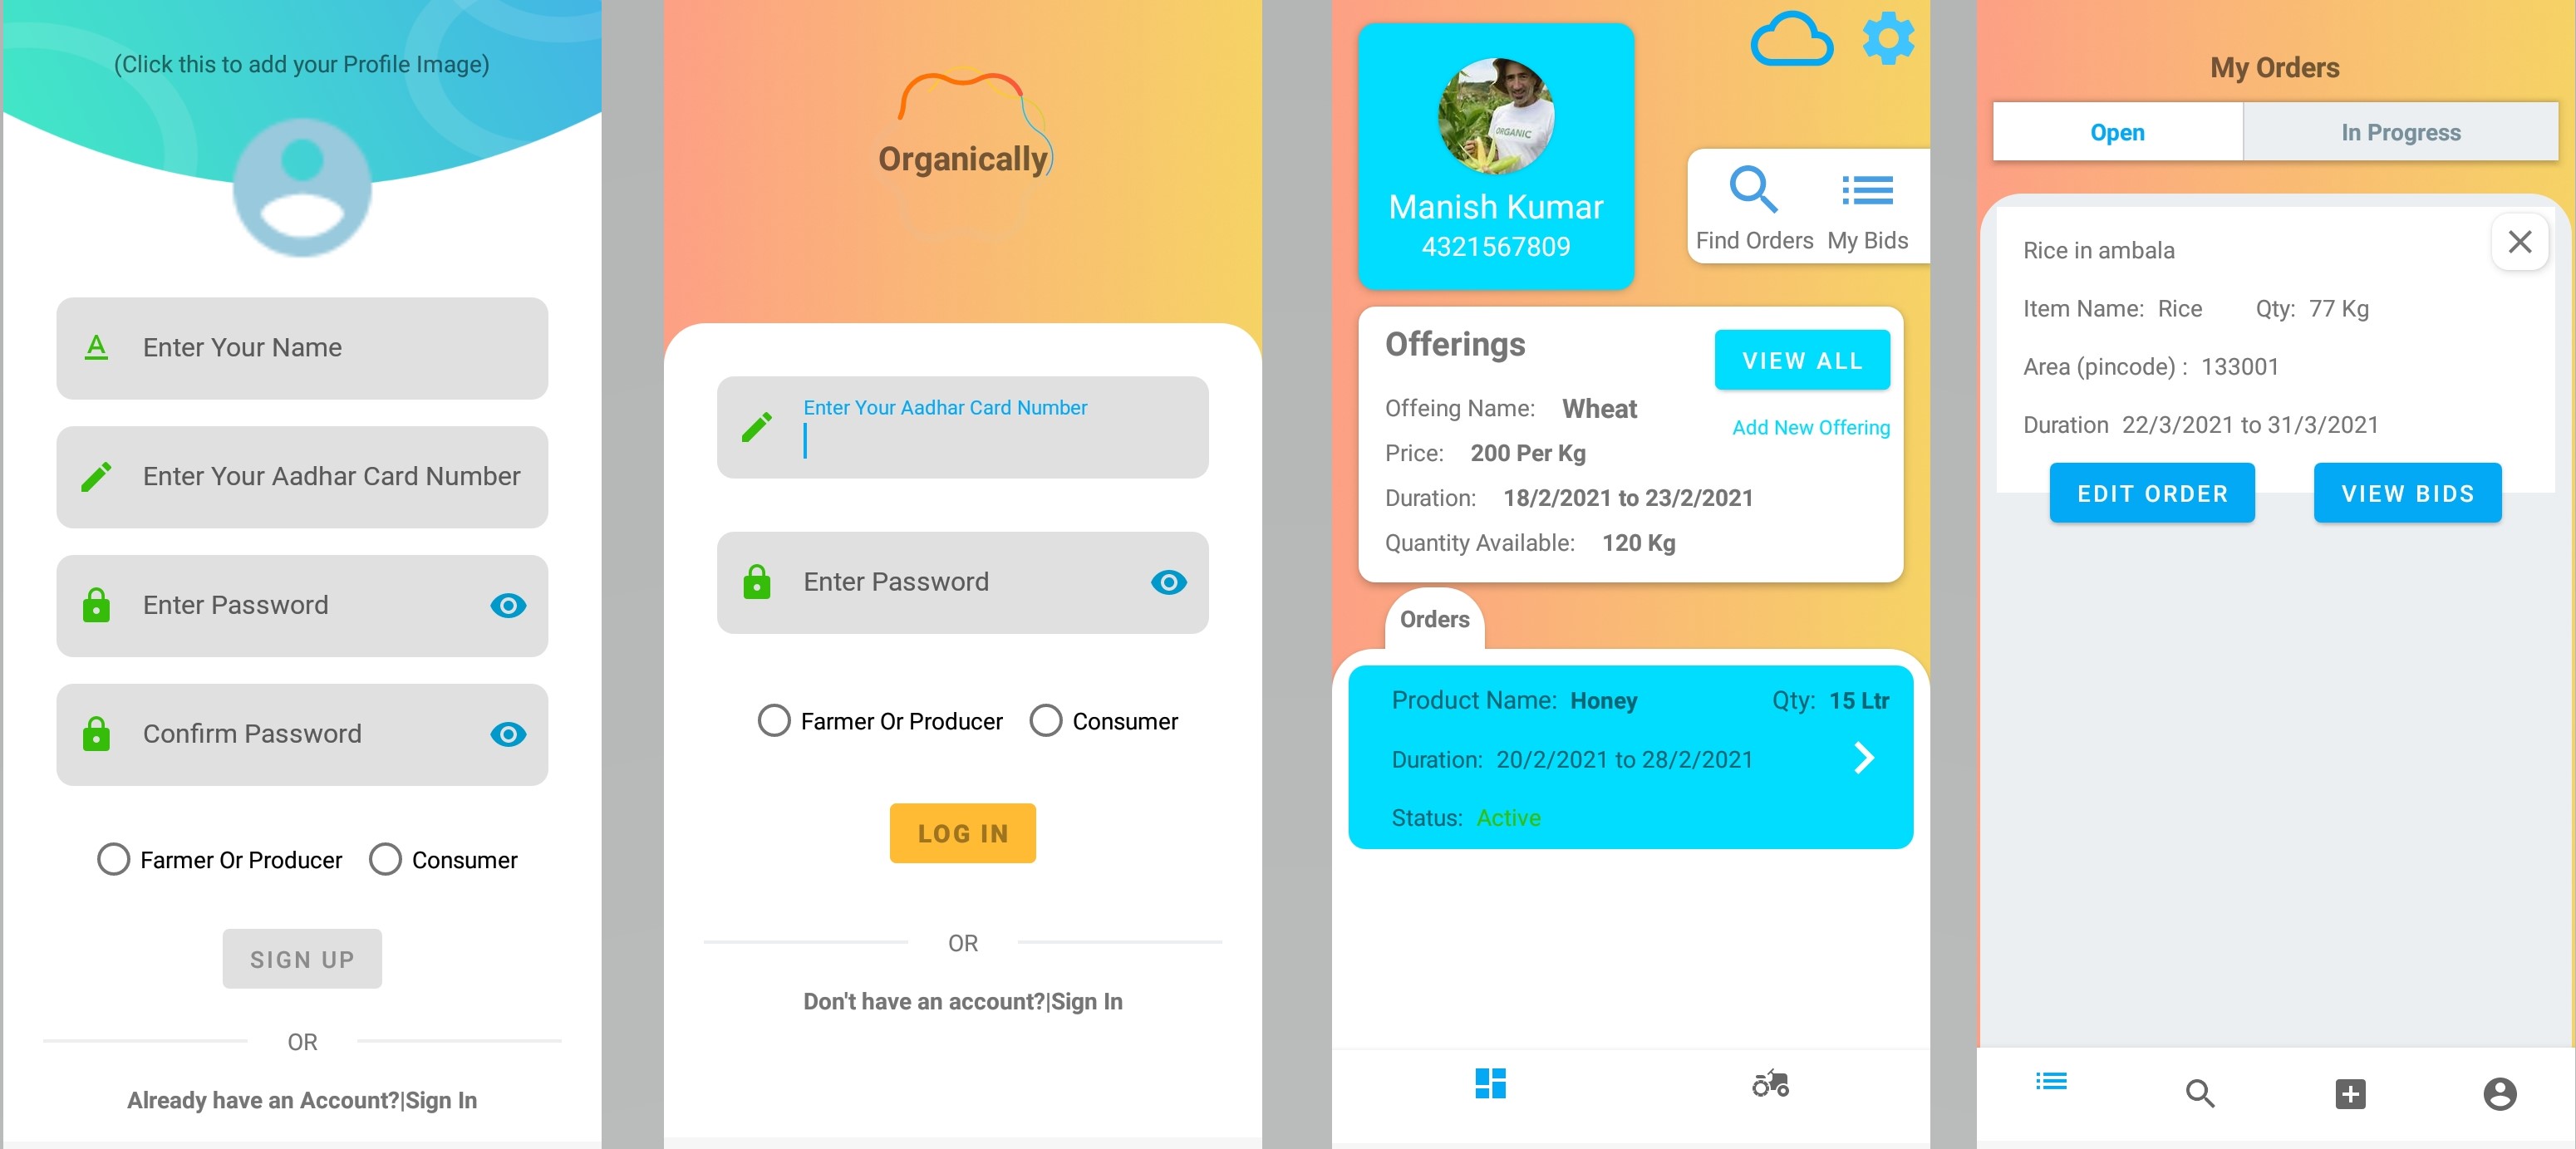 (Click this to add your Profile Image)
Enter Your Name
Enter Your Aadhar Card Number
Enter Password
Confirm Password
Farmer Or Producer
Consumer
SIGN UP
OR
Already have an Account?|Sign In
Organically
Enter Your Aadhar Card Number
Enter Password
Farmer Or Producer
Consumer
LOG IN
OR
Don't have an account?|Sign In
ORGANIC
Manish Kumar
4321567809
Find Orders
My Bids
Offerings
VIEW ALL
Offeing Name: Wheat
Add New Offering
Price: 200 Per Kg
Duration: 18/2/2021 to 23/2/2021
Quantity Available: 120 Kg
Orders
Product Name: Honey Qty: 15 Ltr
Duration: 20/2/2021 to 28/2/2021
Status: Active
My Orders
Open
In Progress
Rice in ambala
Item Name: Rice Qty: 77 Kg
Area (pincode) : 133001
Duration 22/3/2021 to 31/3/2021
EDIT ORDER
VIEW BIDS